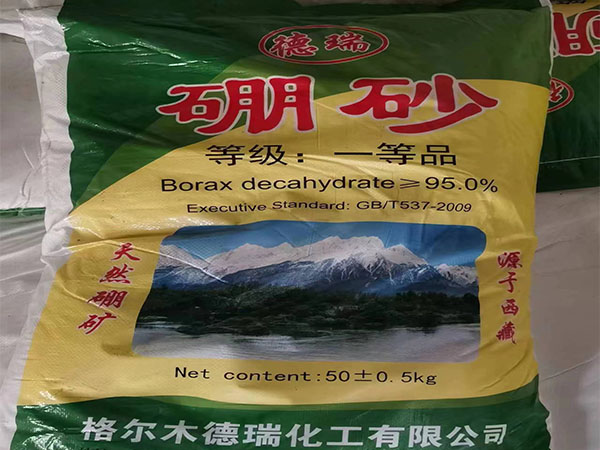 德瑞
硼砂
等级：一等品
Borax decahydrate≥95.0%
Executive Standard: GB/T537-2009
天然硼矿
源于西藏
Net content:50±0.5kg
格尔木德瑞化工有限公司